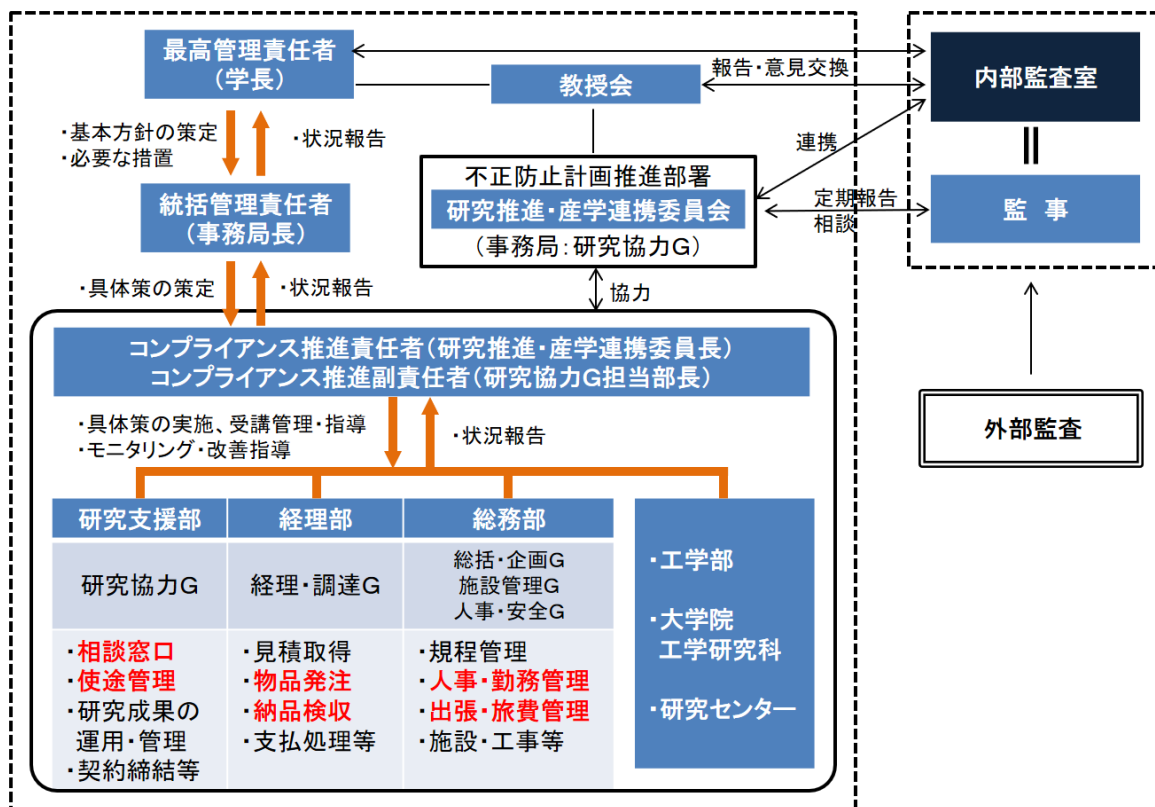 最高管理責任者
(学長)
教授会
報告・意見交換
内部監査室
・基本方針の策定
・必要な措置
・状況報告
連携
不正防止計画推進部署
研究推進・産学連携委員会
(事務局:研究協力G)
統括管理責任者
(事務局長)
定期報告
相談
監 事
・具体策の策定
・状況報告
協力
コンプライアンス推進責任者(研究推進・産学連携委員長)
コンプライアンス推進副責任者(研究協力G担当部長)
外部監査
・具体策の実施、受講管理・指導
・モニタリング・改善指導
・状況報告
研究支援部
研究協力G
・相談窓口
・使途管理
・研究成果の
運用・管理
・契約締結等
経理部
経理・調達G
・見積取得
・物品発注
・納品検収
・支払処理等
総務部
総括・企画G
施設管理G
人事・安全G
・規程管理
・人事・勤務管理
・出張・旅費管理
・施設・工事等
・工学部
・大学院
工学研究科
・研究センター